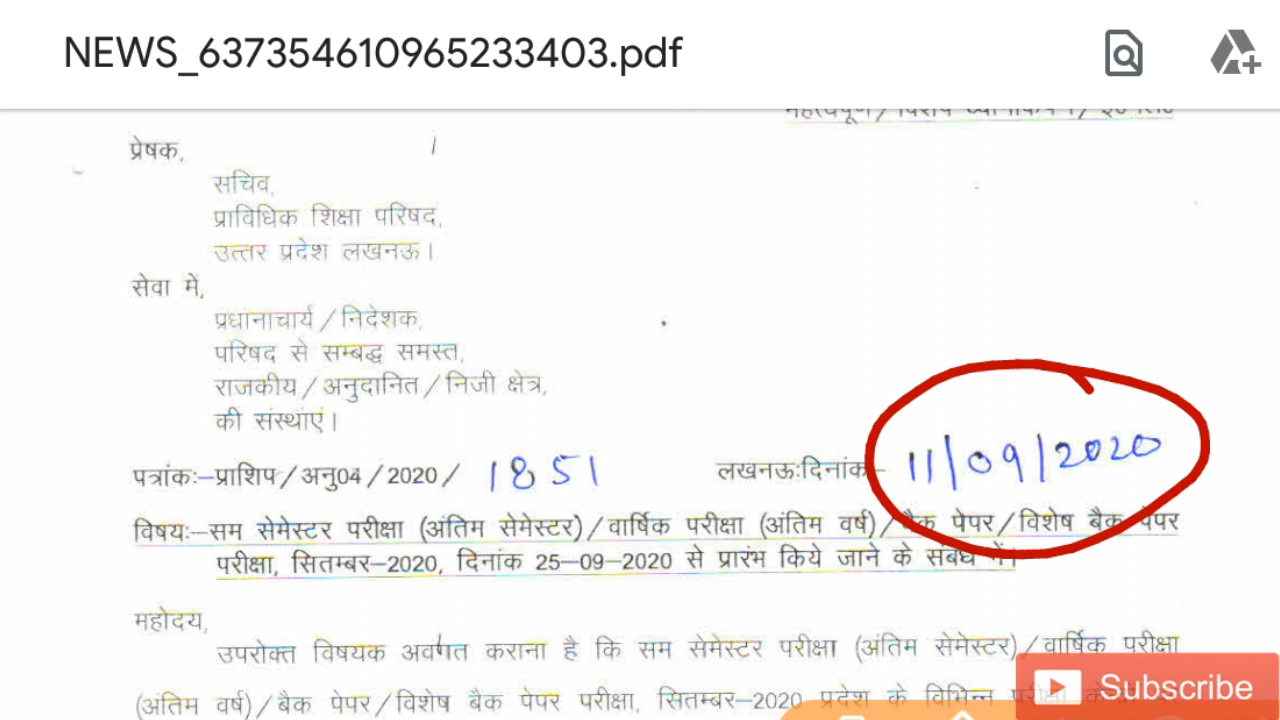 NEWS_637354610965233403.pdf
महत्वपूर्ण/विशेष
प्रेषक,
सचिव,
प्राविधिक शिक्षा परिषद,
उत्तर प्रदेश लखनऊ।
सेवा में,
प्रधानाचार्य/निदेशक,
परिषद से सम्बद्ध समस्त,
राजकीय/अनुदानित/निजी क्षेत्र,
की संस्थाएं।
पत्रांकः–प्राशिप/अनु04/2020/ 1851 लखनऊःदिनांक– 11/09/2020
विषयः–सम सेमेस्टर परीक्षा (अंतिम सेमेस्टर)/वार्षिक परीक्षा (अंतिम वर्ष)/बैक पेपर/विशेष बैक पेपर
परीक्षा, सितम्बर–2020, दिनांक 25–09–2020 से प्रारंभ किये जाने के संबंध में।
महोदय,
उपरोक्त विषयक अवगत कराना है कि सम सेमेस्टर परीक्षा (अंतिम सेमेस्टर)/वार्षिक परीक्षा
(अंतिम वर्ष)/बैक पेपर/विशेष बैक पेपर परीक्षा, सितम्बर–2020 प्रदेश के विभिन्न परीक्षा
Subscribe